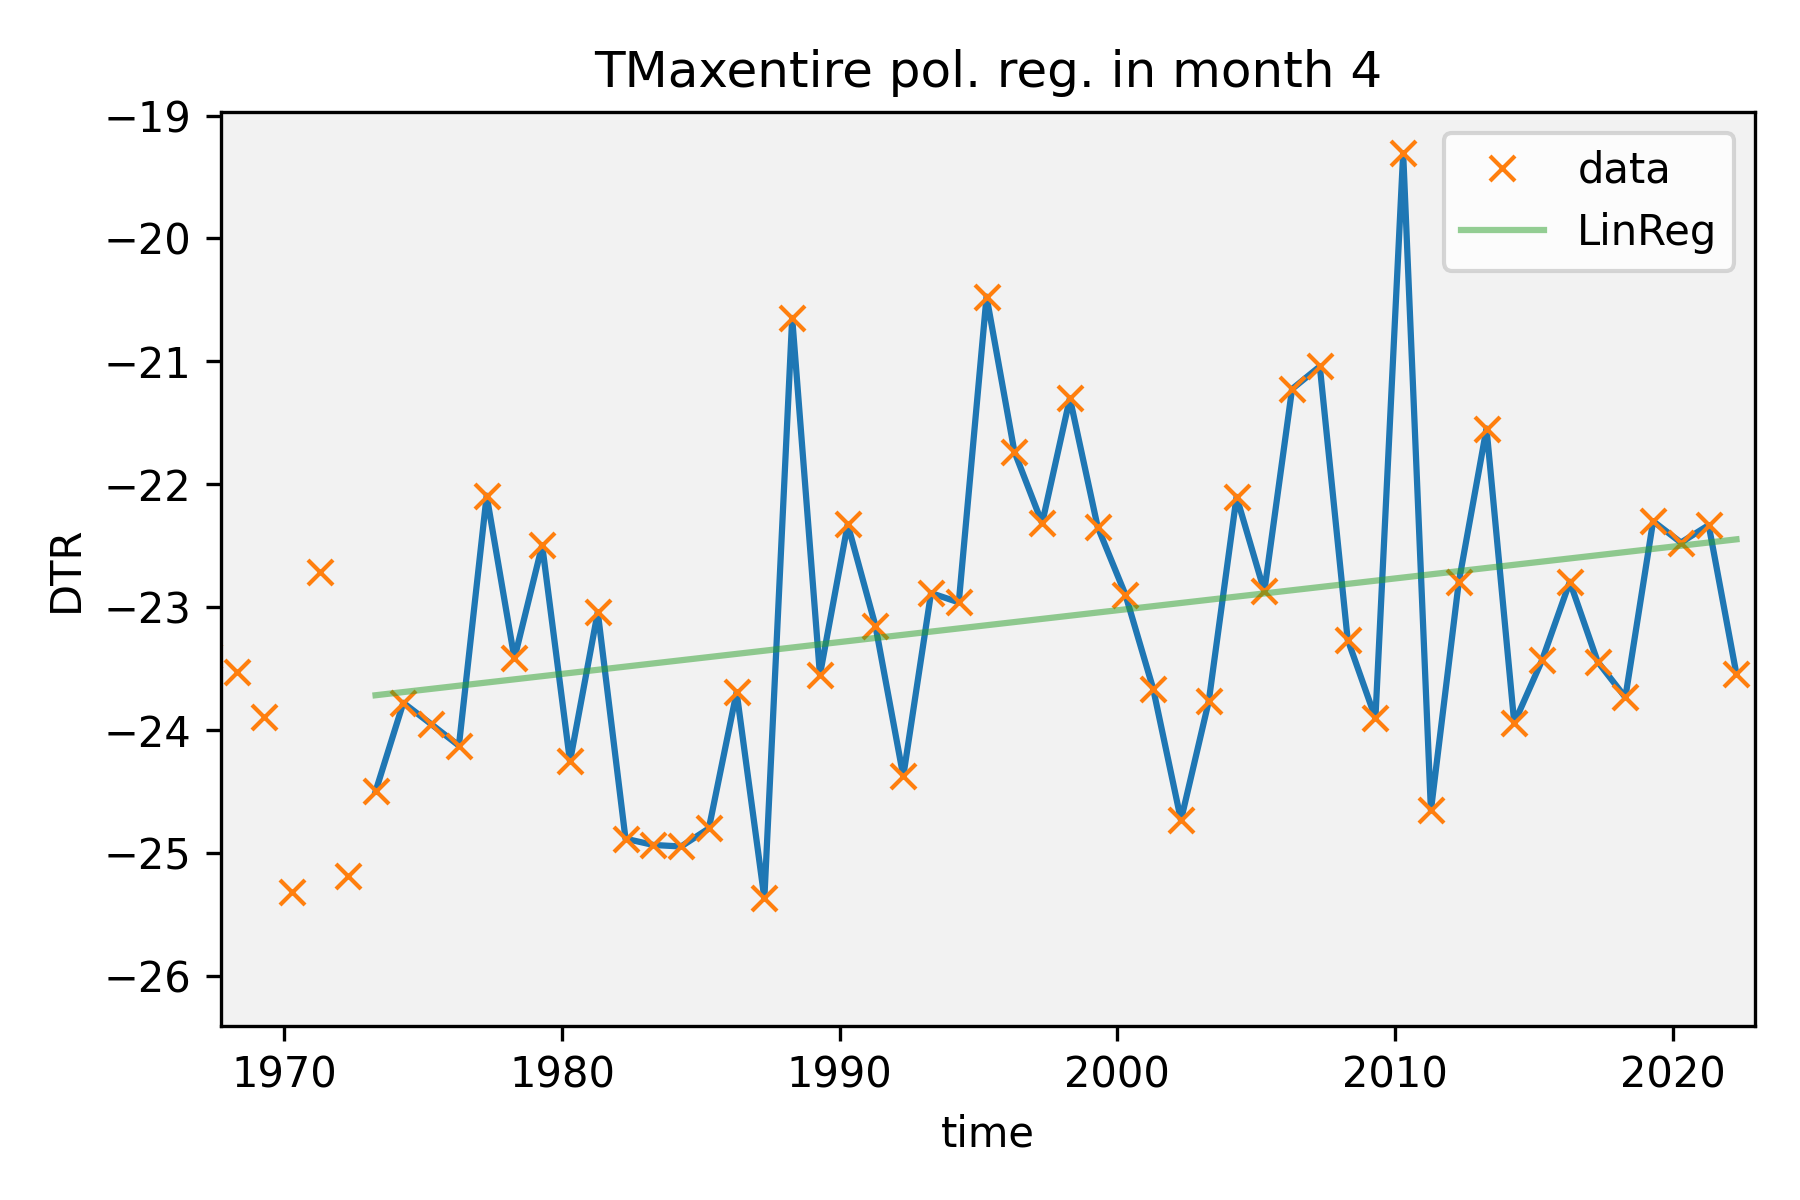 TMaxentire pol. reg. in month 4
−19
−20
−21
−22
−23
−24
−25
−26
DTR
data
LinReg
1970 1980 1990 2000 2010 2020
time